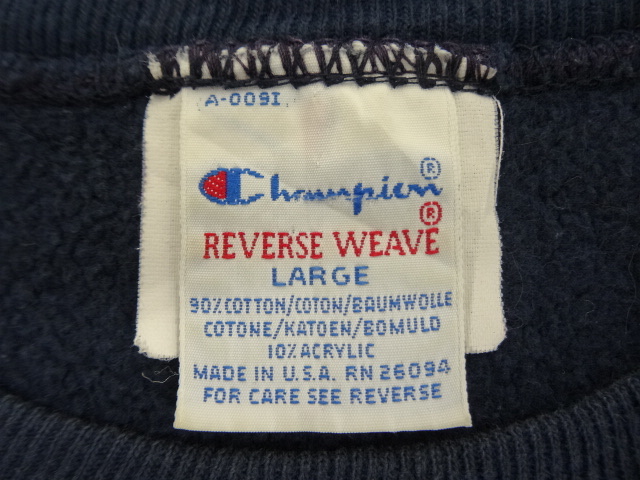 A-009I
Champion®
REVERSE WEAVE®
LARGE
90%COTTON/COTON/BAUMWOLLE
COTONE/KATOEN/BOMULD
10% ACRYLIC
MADE IN U.S.A. RN 26094
FOR CARE SEE REVERSE